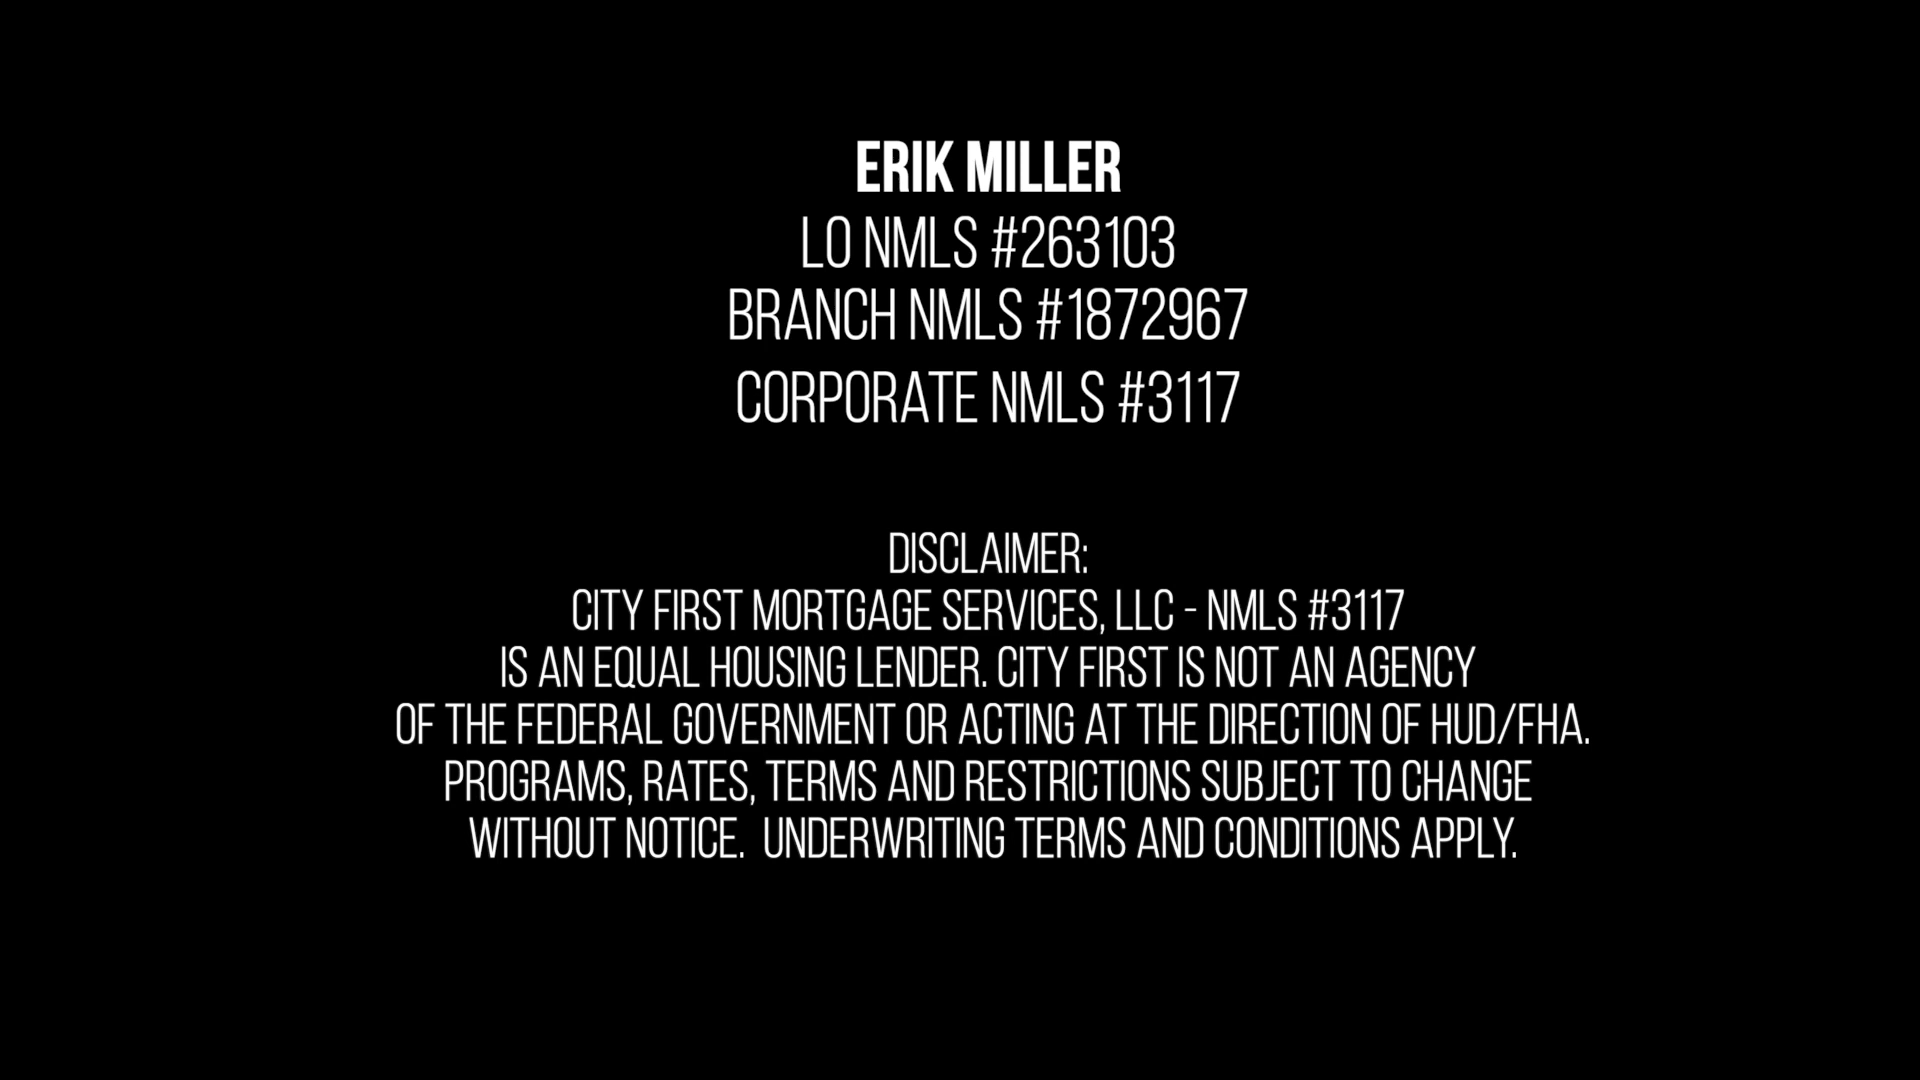 ERIK MILLER
LO NMLS #263103
BRANCH NMLS #1872967
CORPORATE NMLS #3117
DISCLAIMER:
CITY FIRST MORTGAGE SERVICES, LLC - NMLS #3117
IS AN EQUAL HOUSING LENDER. CITY FIRST IS NOT AN AGENCY
OF THE FEDERAL GOVERNMENT OR ACTING AT THE DIRECTION OF HUD/FHA.
PROGRAMS, RATES, TERMS AND RESTRICTIONS SUBJECT TO CHANGE
WITHOUT NOTICE.  UNDERWRITING TERMS AND CONDITIONS APPLY.